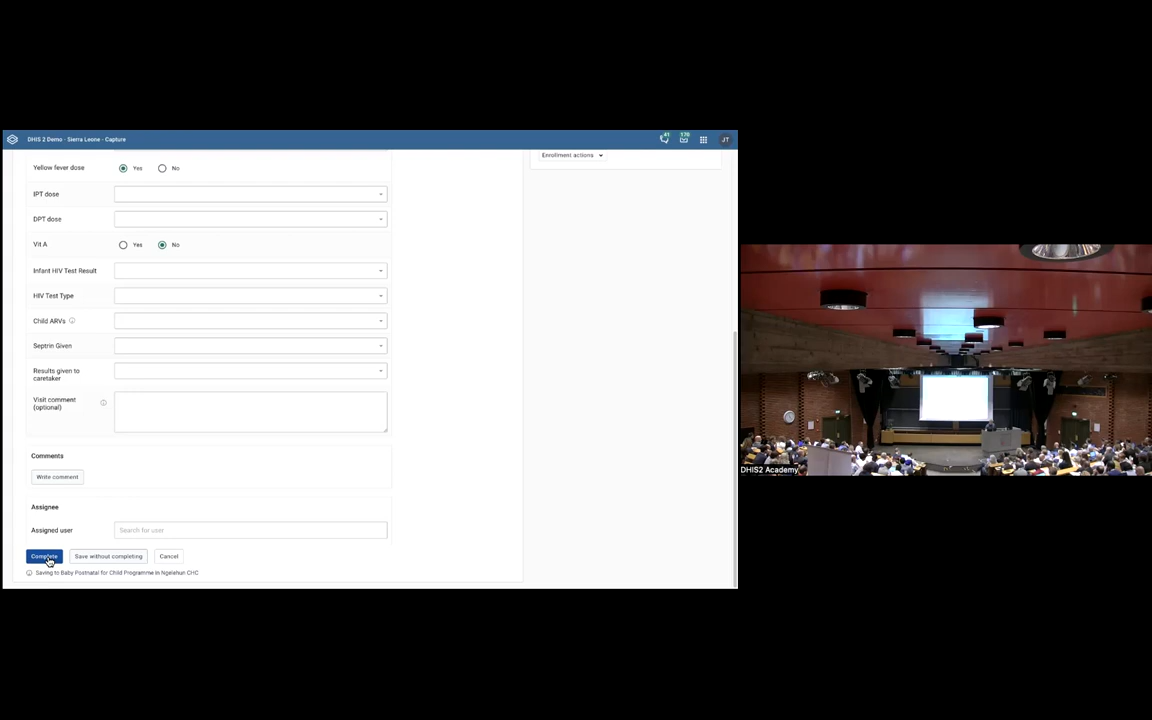 DHIS 2 Demo - Sierra Leone - Capture
41
176
JT
Enrollment actions
Yellow fever dose
Yes
No
IPT dose
DPT dose
Vit A
Yes
No
Infant HIV Test Result
HIV Test Type
Child ARVs
Septrin Given
Results given to
caretaker
Visit comment
(optional)
Comments
Write comment
Assignee
Assigned user
Search for user
Complete
Save without completing
Cancel
Saving to Baby Postnatal for Child Programme in Ngelehun CHC
DHIS2 Academy